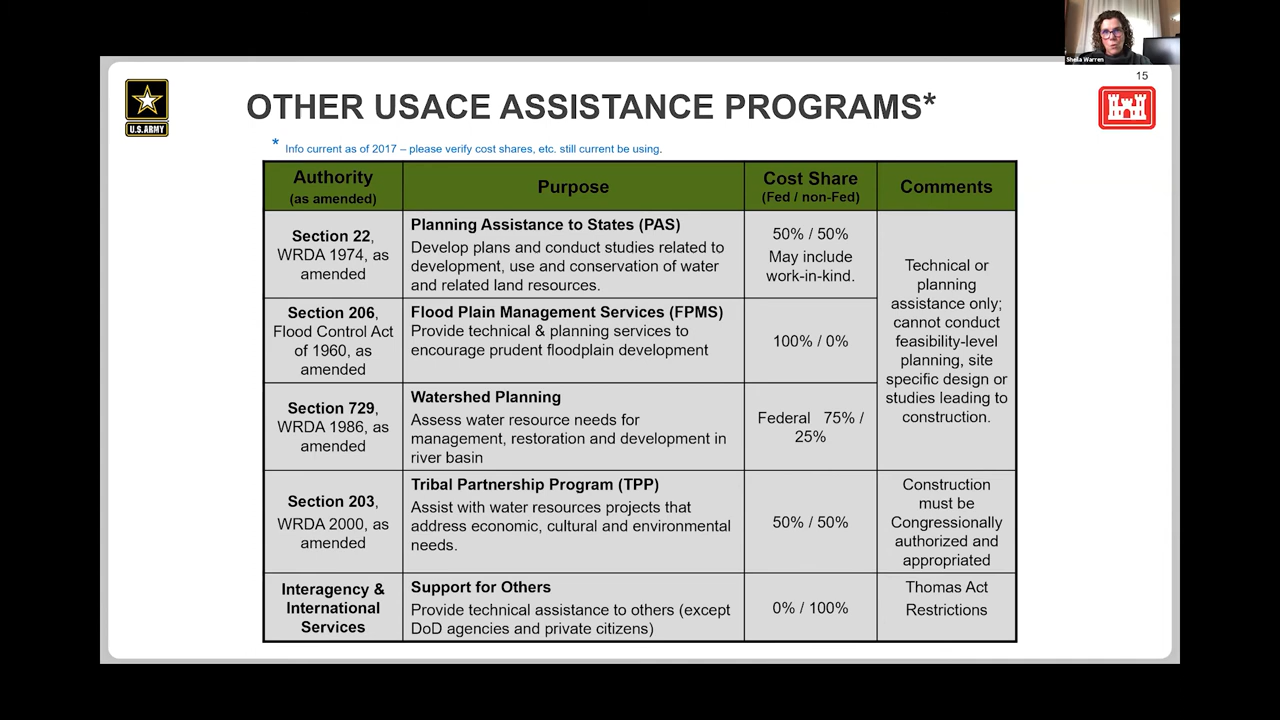 Sheila Warren
15
U.S.ARMY
OTHER USACE ASSISTANCE PROGRAMS*
* Info current as of 2017 – please verify cost shares, etc. still current be using.
Authority
(as amended)
Purpose
Cost Share
(Fed / non-Fed)
Comments
Section 22,
WRDA 1974, as
amended
Planning Assistance to States (PAS)
Develop plans and conduct studies related to
development, use and conservation of water
and related land resources.
50% / 50%
May include
work-in-kind.
Technical or
planning
assistance only;
cannot conduct
feasibility-level
planning, site
specific design or
studies leading to
construction.
Section 206,
Flood Control Act
of 1960, as
amended
Flood Plain Management Services (FPMS)
Provide technical & planning services to
encourage prudent floodplain development
100% / 0%
Section 729,
WRDA 1986, as
amended
Watershed Planning
Assess water resource needs for
management, restoration and development in
river basin
Federal 75% /
25%
Section 203,
WRDA 2000, as
amended
Tribal Partnership Program (TPP)
Assist with water resources projects that
address economic, cultural and environmental
needs.
50% / 50%
Construction
must be
Congressionally
authorized and
appropriated
Interagency &
International
Services
Support for Others
Provide technical assistance to others (except
DoD agencies and private citizens)
0% / 100%
Thomas Act
Restrictions